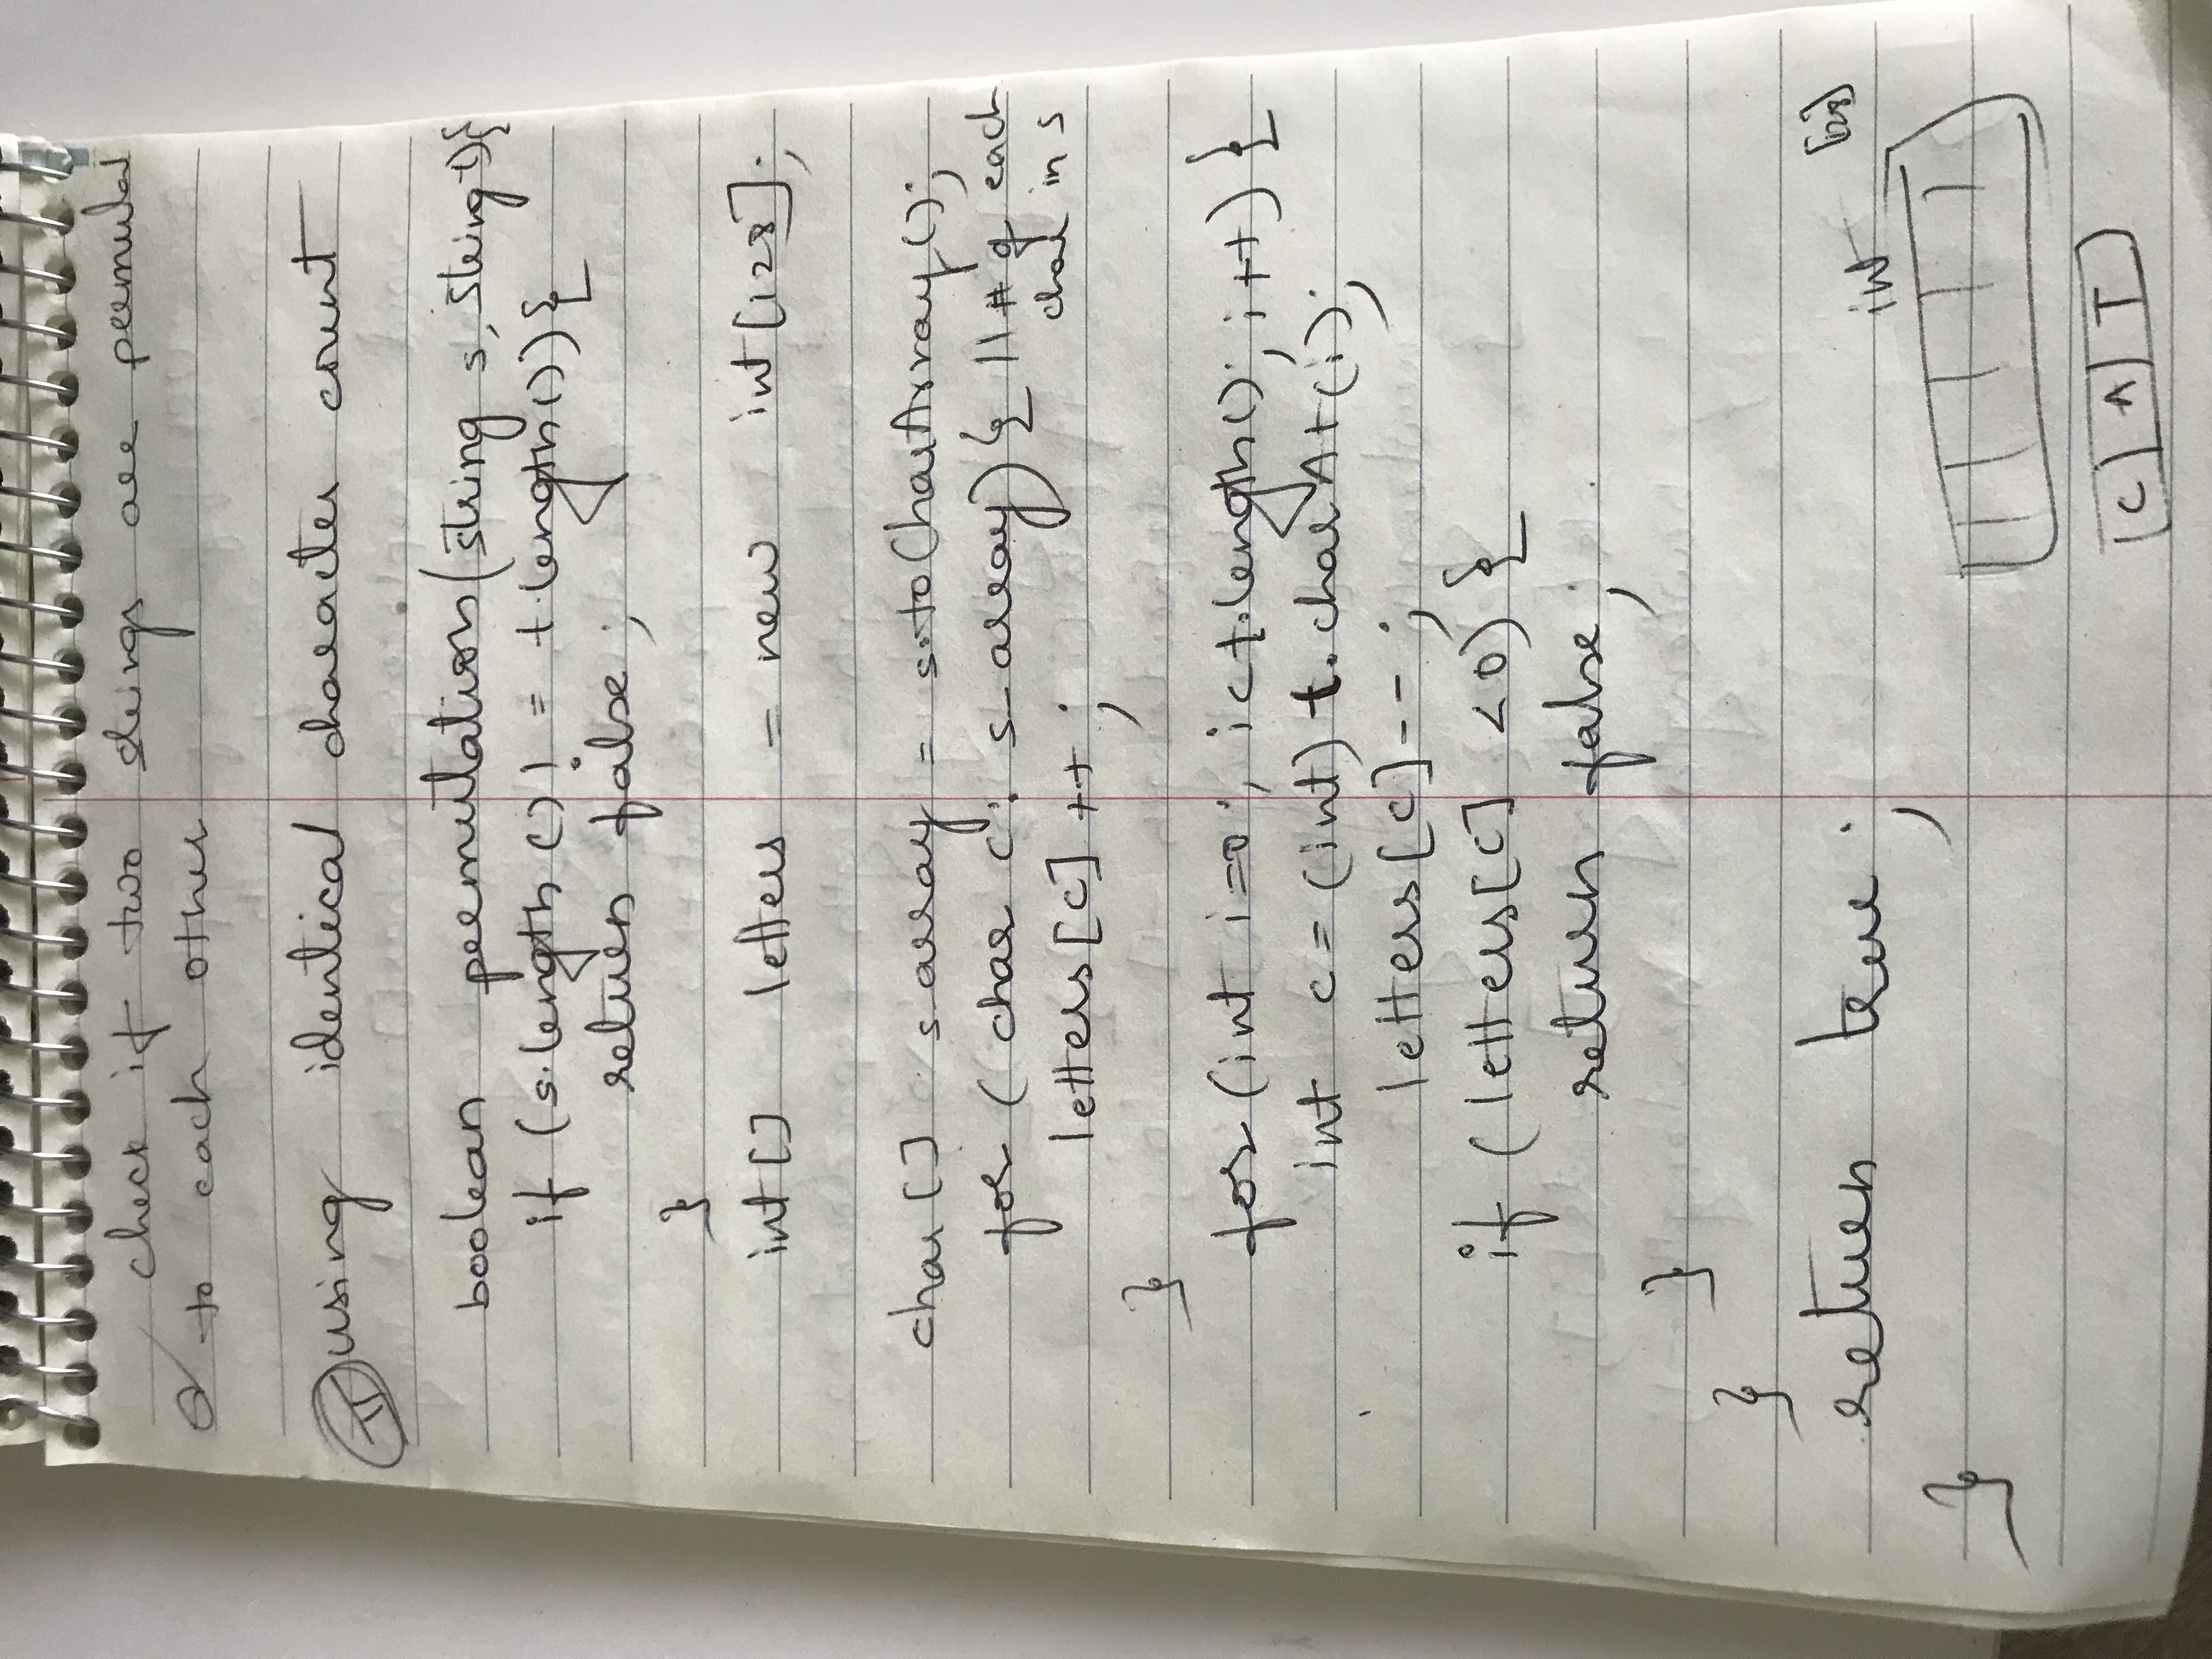 check if two strings are permutat
to each other
II using identical character count
boolean permutation(string s, String t){
if (s.length()! = t.length()){
return false;
}
int[] letters = new int[128];
char[] s array = s.toCharArray();
for (char c: s_array){ // # of each
char in s
letters[c]++;
}
for (int i=0; i<t.length(); i++){
int c = (int) t.charAt(i);
letters[c]--;
if (letters[c] <0) {
return false;
}
}
return true;
}
int [128]
C A T